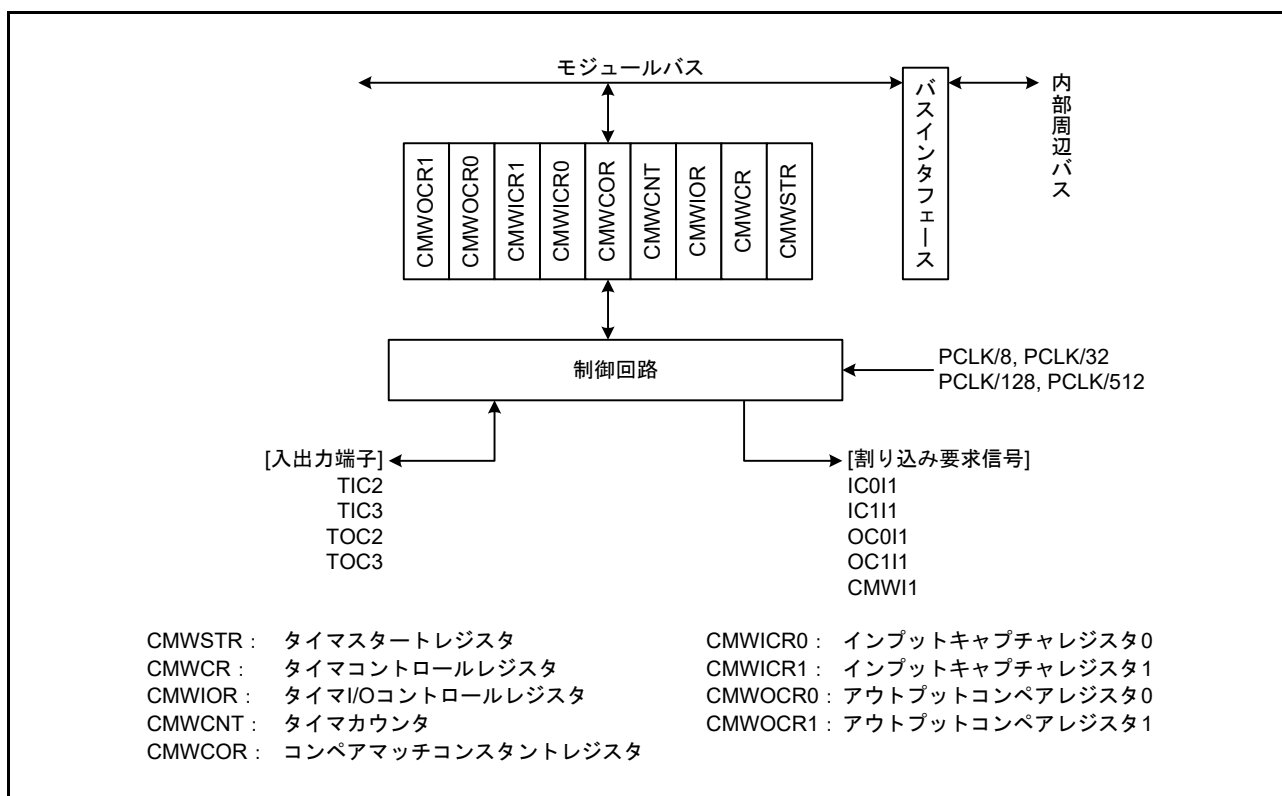 モジュールバス
バスインタフェース
内部周辺バス
CMWOCR1
CMWOCR0
CMWICR1
CMWICR0
CMWCOR
CMWCNT
CMWIOR
CMWCR
CMWSTR
制御回路
PCLK/8, PCLK/32
PCLK/128, PCLK/512
[入出力端子]
TIC2
TIC3
TOC2
TOC3
[割り込み要求信号]
IC0I1
IC1I1
OC0I1
OC1I1
CMWI1
CMWSTR : タイマスタートレジスタ
CMWCR : タイマコントロールレジスタ
CMWIOR : タイマI/Oコントロールレジスタ
CMWCNT : タイマカウンタ
CMWCOR : コンペアマッチコンスタントレジスタ
CMWICR0 : インプットキャプチャレジスタ0
CMWICR1 : インプットキャプチャレジスタ1
CMWOCR0 : アウトプットコンペアレジスタ0
CMWOCR1 : アウトプットコンペアレジスタ1